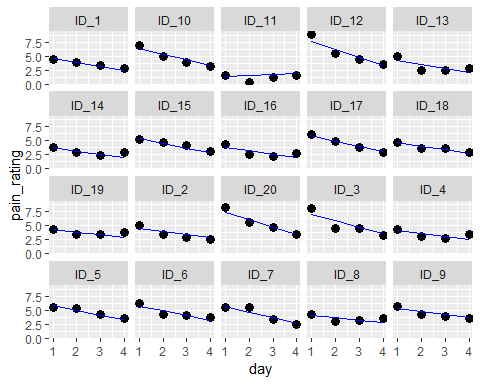 ID_1 ID_10 ID_11 ID_12 ID_13
7.5
5.0
2.5
0.0
ID_14 ID_15 ID_16 ID_17 ID_18
7.5
5.0
2.5
0.0
pain_rating
ID_19 ID_2 ID_20 ID_3 ID_4
7.5
5.0
2.5
0.0
ID_5 ID_6 ID_7 ID_8 ID_9
7.5
5.0
2.5
0.0
1 2 3 4 1 2 3 4 1 2 3 4 1 2 3 4 1 2 3 4
day